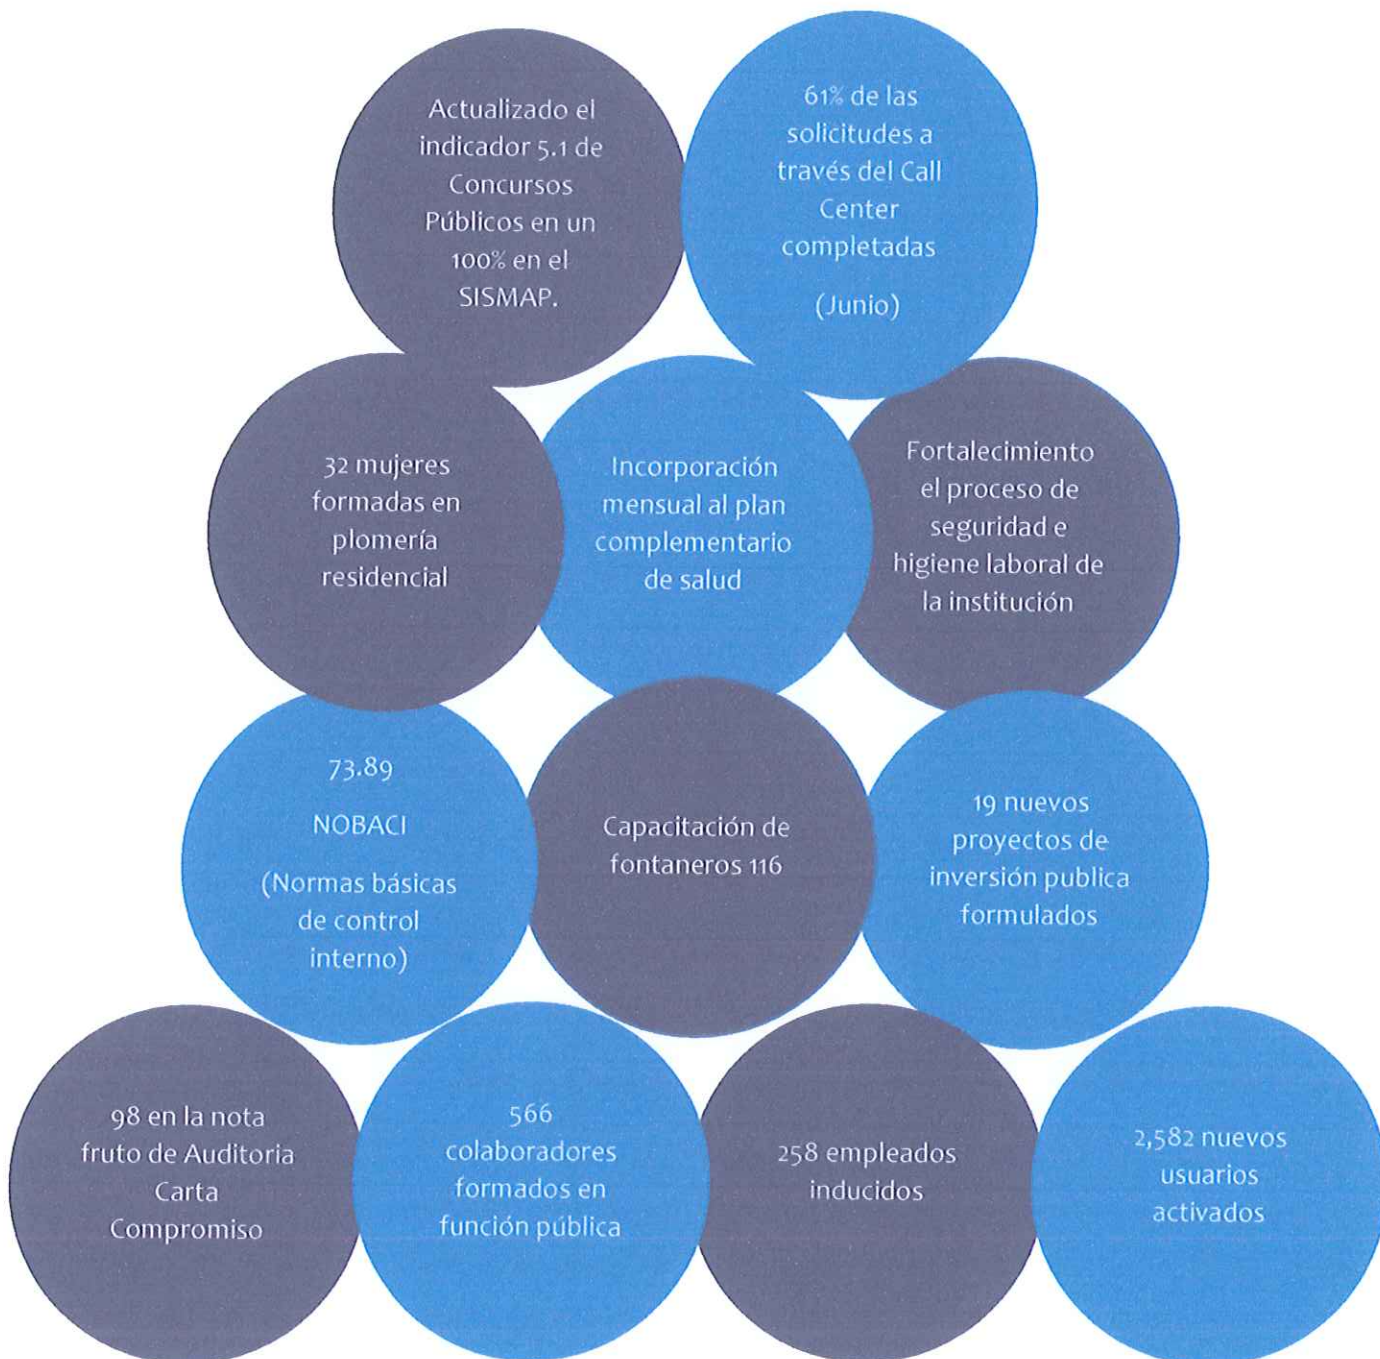 Actualizado el
indicador 5.1 de
Concursos
Públicos en un
100% en el
SISMAP.
61% de las
solicitudes a
través del Call
Center
completadas
(Junio)
32 mujeres
formadas en
plomería
residencial
Incorporación
mensual al plan
complementario
de salud
Fortalecimiento
el proceso de
seguridad e
higiene laboral de
la institución
73.89
NOBACI
(Normas básicas
de control
interno)
Capacitación de
fontaneros 116
19 nuevos
proyectos de
inversión publica
formulados
98 en la nota
fruto de Auditoria
Carta
Compromiso
566
colaboradores
formados en
función pública
258 empleados
inducidos
2,582 nuevos
usuarios
activados